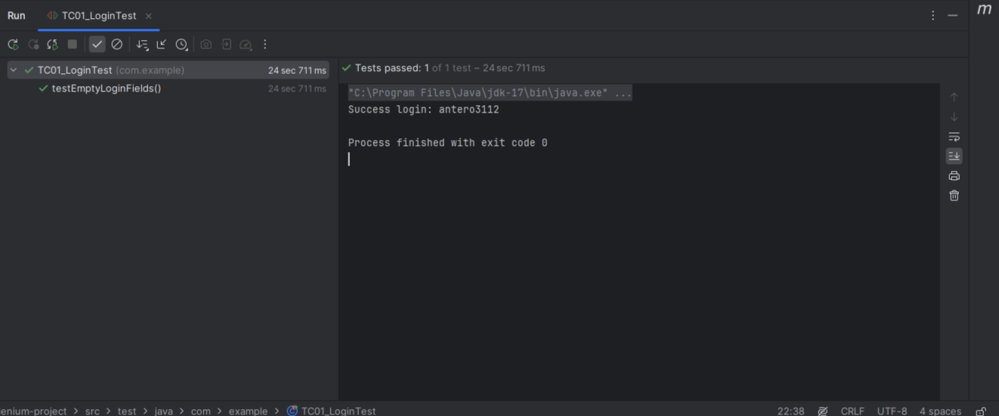 Run TC01_LoginTest
m
TC01_LoginTest (com.example) 24 sec 711 ms
testEmptyLoginFields() 24 sec 711 ms
Tests passed: 1 of 1 test – 24 sec 711 ms
"C:\Program Files\Java\jdk-17\bin\java.exe" ...
Success login: antero3112
Process finished with exit code 0
lenium-project > src > test > java > com > example > TC01_LoginTest 22:38 CRLF UTF-8 4 spaces